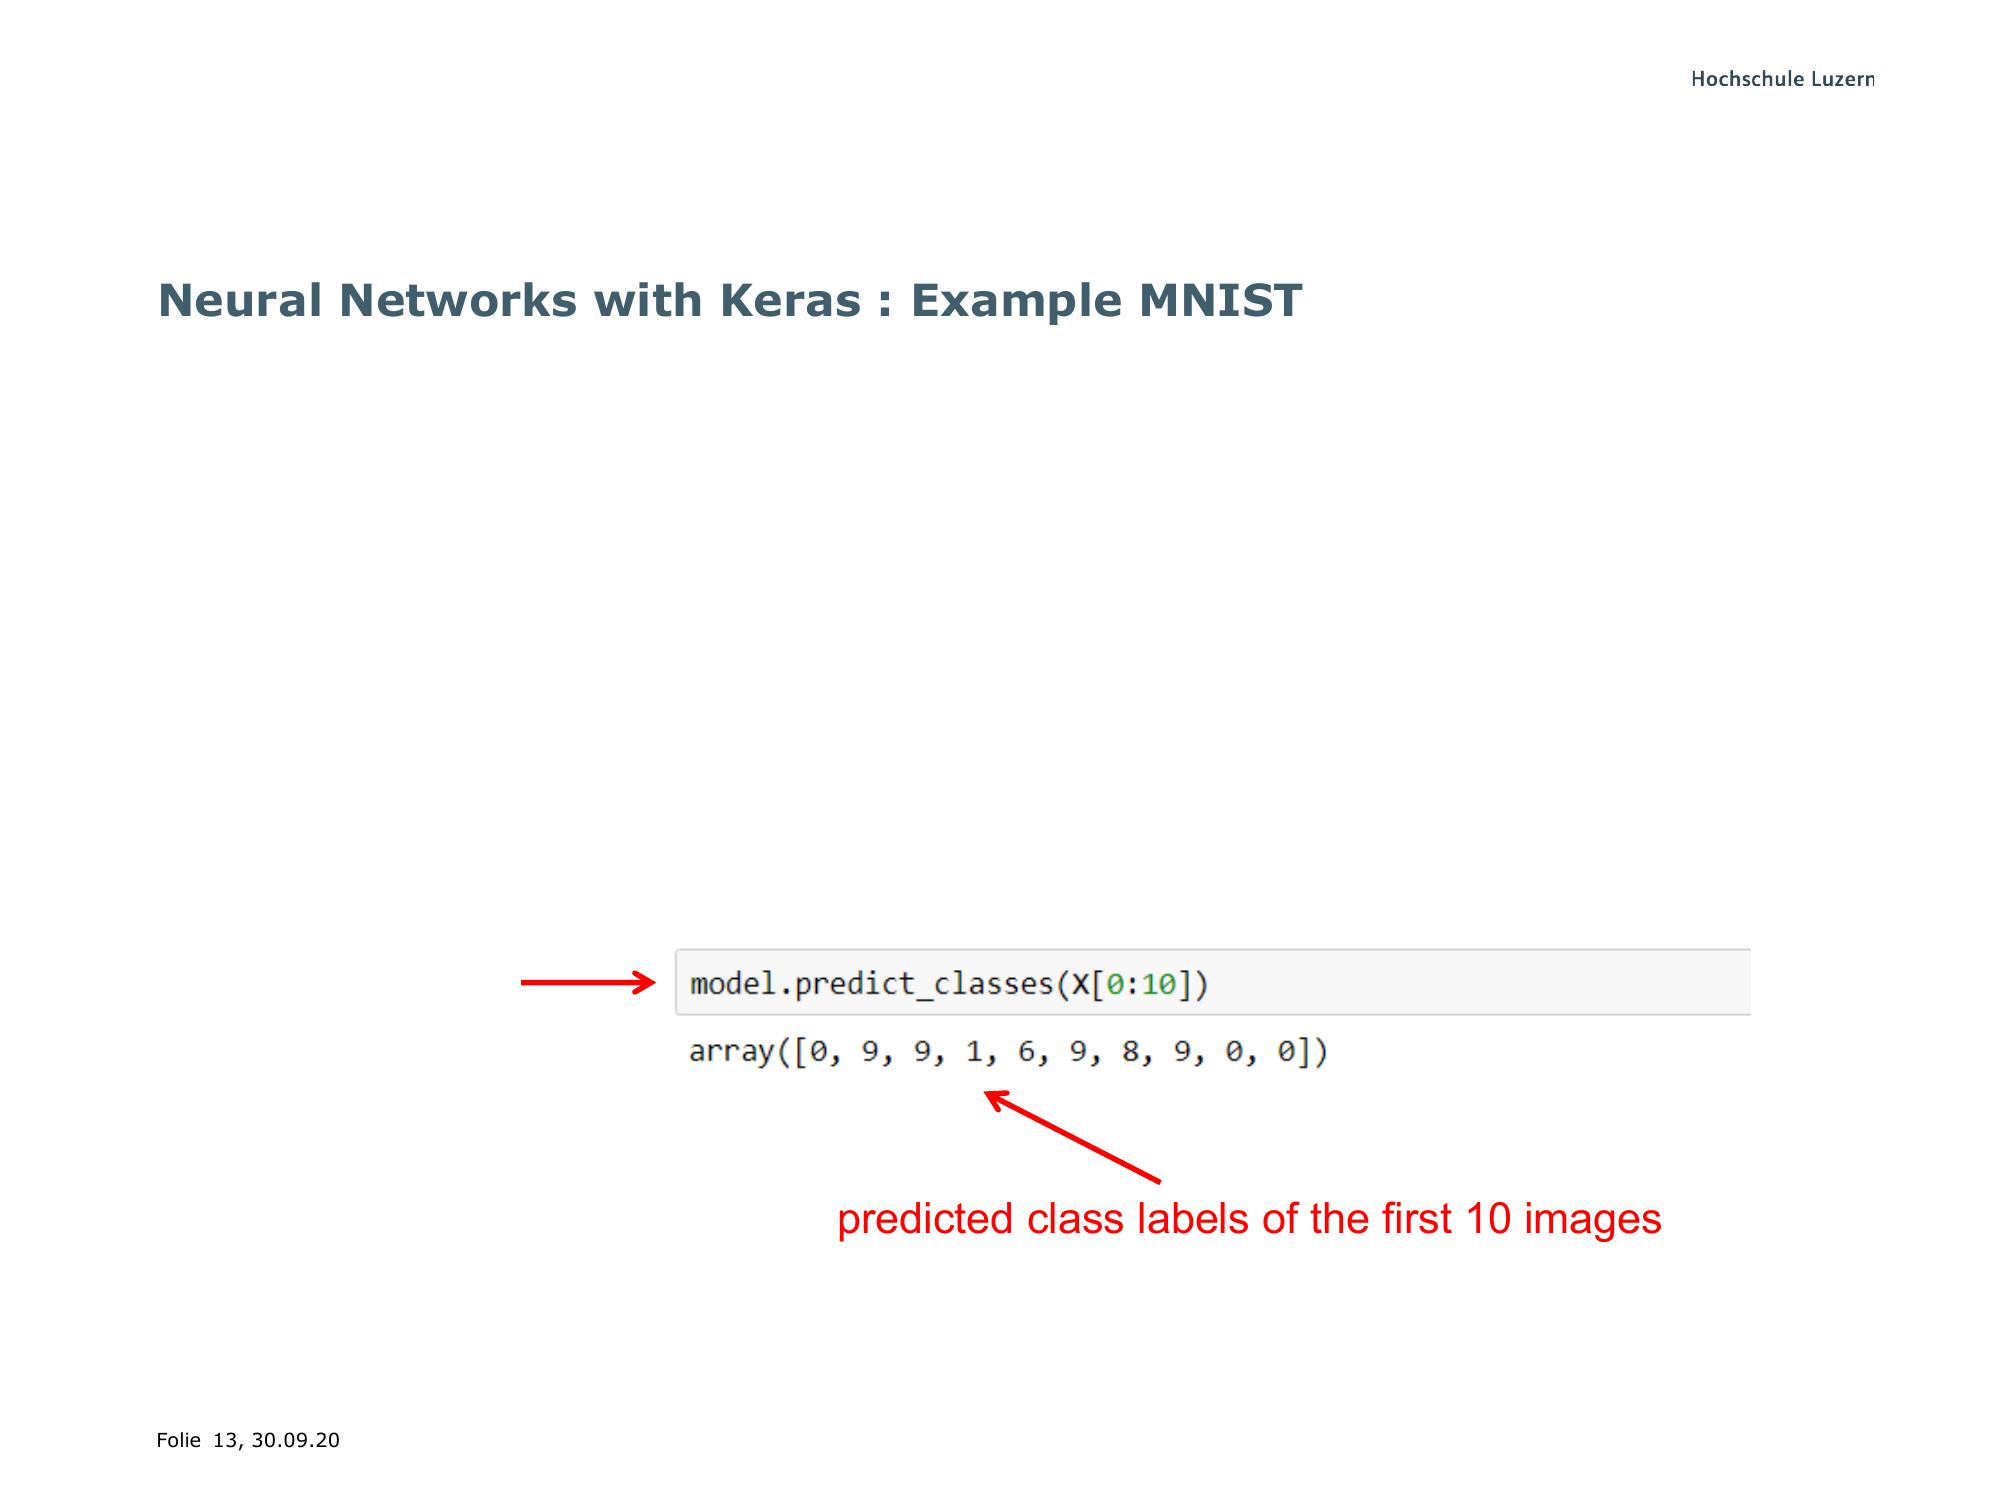 Hochschule Luzern
Neural Networks with Keras : Example MNIST
model.predict_classes(X[0:10])
array([0, 9, 9, 1, 6, 9, 8, 9, 0, 0])
predicted class labels of the first 10 images
Folie 13, 30.09.20